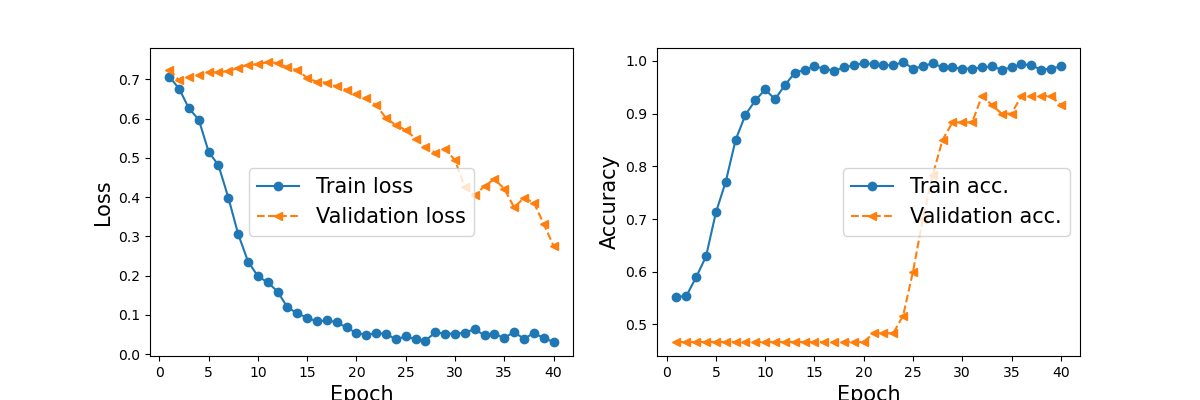 0.7
0.6
0.5
0.4
0.3
0.2
0.1
0.0
Loss
0 5 10 15 20 25 30 35 40
Epoch
Train loss
Validation loss
1.0
0.9
0.8
0.7
0.6
0.5
Accuracy
0 5 10 15 20 25 30 35 40
Epoch
Train acc.
Validation acc.